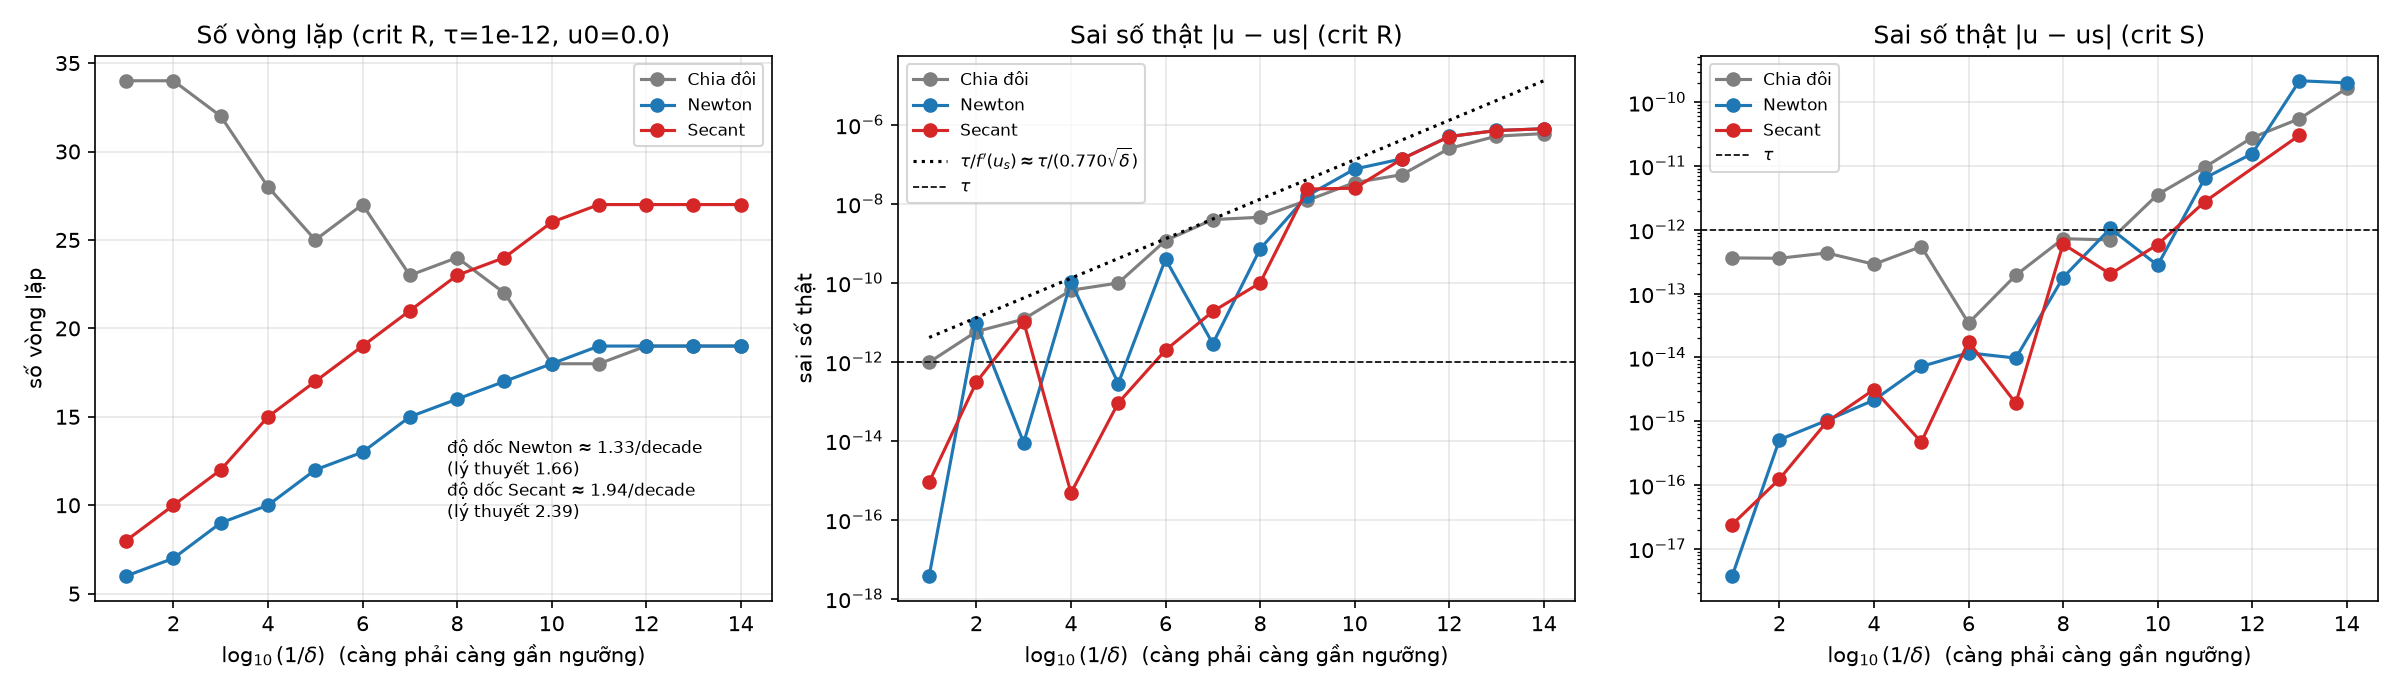 Số vòng lặp (crit R, τ=1e-12, u0=0.0)
35
30
25
20
15
10
5
số vòng lặp
Chia đôi
Newton
Secant
độ dốc Newton ≈ 1.33/decade
(lý thuyết 1.66)
độ dốc Secant ≈ 1.94/decade
(lý thuyết 2.39)
2 4 6 8 10 12 14
log₁₀(1/δ) (càng phải càng gần ngưỡng)
Sai số thật |u − us| (crit R)
10⁻⁶
10⁻⁸
10⁻¹⁰
10⁻¹²
10⁻¹⁴
10⁻¹⁶
10⁻¹⁸
sai số thật
Chia đôi
Newton
Secant
τ/f′(uₛ) ≈ τ/(0.770√δ)
τ
2 4 6 8 10 12 14
log₁₀(1/δ) (càng phải càng gần ngưỡng)
Sai số thật |u − us| (crit S)
10⁻¹⁰
10⁻¹¹
10⁻¹²
10⁻¹³
10⁻¹⁴
10⁻¹⁵
10⁻¹⁶
10⁻¹⁷
Chia đôi
Newton
Secant
τ
2 4 6 8 10 12 14
log₁₀(1/δ) (càng phải càng gần ngưỡng)